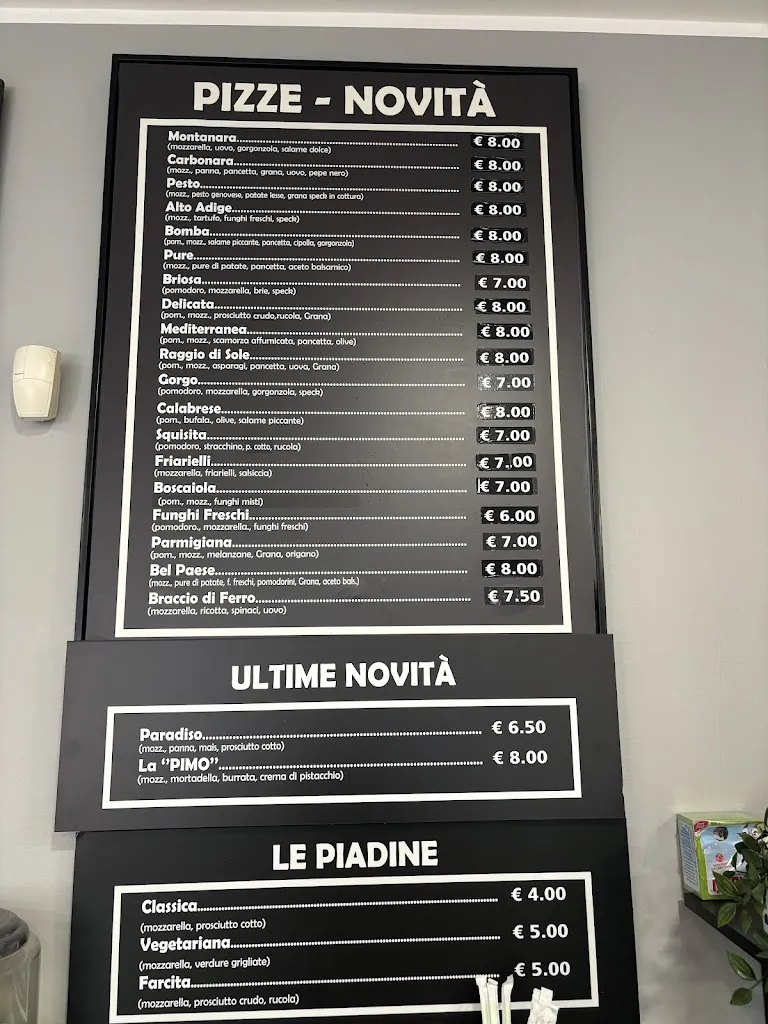 PIZZE - NOVITÀ
Montanara € 8.00
(mozzarella, uovo, gorgonzola, salame dolce)
Carbonara € 8.00
(mozz., panna, pancetta, grana, uovo, pepe nero)
Pesto € 8.00
(mozz., pesto genovese, patate lesse, grana speck in cottura)
Alto Adige € 8.00
(mozz., tartufo, funghi freschi, speck)
Bomba € 8.00
(pom., mozz., salame piccante, pancetta, cipolla, gorgonzola)
Pure € 8.00
(mozz., pure di patate, pancetta, aceto balsamico)
Briosa € 7.00
(pomodoro, mozzarella, brie, speck)
Delicata € 8.00
(pom., mozz., prosciutto crudo,rucola, Grana)
Mediterranea € 8.00
(pom., mozz., scamorza affumicata, pancetta, olive)
Raggio di Sole € 8.00
(pom., mozz., asparagi, pancetta, uova, Grana)
Gorgo € 7.00
(pomodoro, mozzarella, gorgonzola, speck)
Calabrese € 8.00
(pom., bufala., olive, salame piccante)
Squisita € 7.00
(pomodoro, stracchino, p. cotto, rucola)
Friarielli € 7.00
(mozzarella, friarielli, salsiccia)
Boscaiola € 7.00
(pom., mozz., funghi misti)
Funghi Freschi € 6.00
(pomodoro., mozzarella., funghi freschi)
Parmigiana € 7.00
(pom., mozz., melanzane, Grana, origano)
Bel Paese € 8.00
(mozz., pure di patate, f. freschi, pomodorini, Grana, aceto bals.)
Braccio di Ferro € 7.50
(mozzarella, ricotta, spinaci, uovo)
ULTIME NOVITÀ
Paradiso € 6.50
(mozz., panna, mais, prosciutto cotto)
La "PIMO" € 8.00
(mozz., mortadella, burrata, crema di pistacchio)
LE PIADINE
Classica € 4.00
(mozzarella, prosciutto cotto)
Vegetariana € 5.00
(mozzarella, verdure grigliate)
Farcita € 5.00
(mozzarella, prosciutto crudo, rucola)